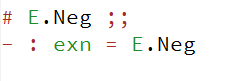 # E.Neg ;;
- : exn = E.Neg